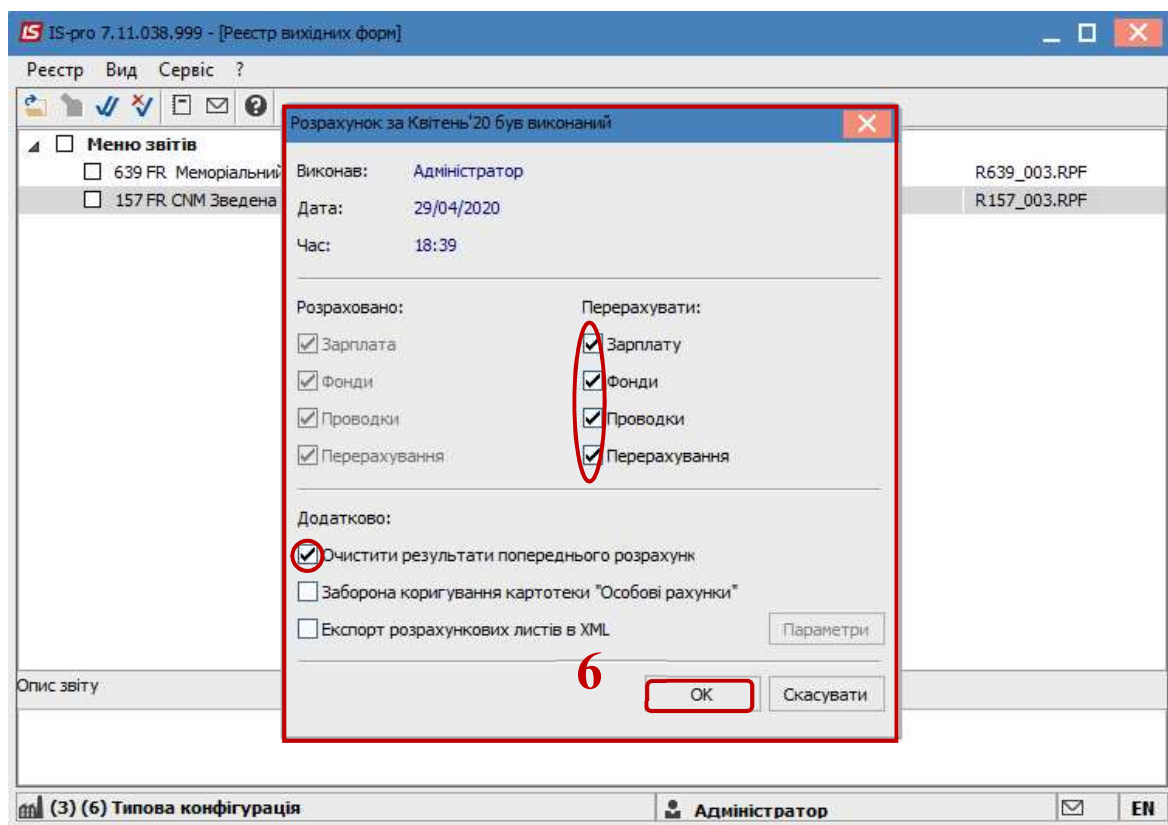 IS-pro 7.11.038.999 - [Реєстр вихідних форм]
Реєстр Вид Сервіс ?
Розрахунок за Квітень'20 був виконаний
Меню звітів
639 FR Меморіальний
R639_003.RPF
157 FR CNM Зведена
R157_003.RPF
Виконав: Адміністратор
Дата: 29/04/2020
Час: 18:39
Розраховано: Перерахувати:
Зарплата Зарплату
Фонди Фонди
Проводки Проводки
Перерахування Перерахування
Додатково:
Очистити результати попереднього розрахунк
Заборона коригування картотеки "Особові рахунки"
Експорт розрахункових листів в XML Параметри
6
OK Скасувати
Опис звіту
(3) (6) Типова конфігурація Адміністратор EN